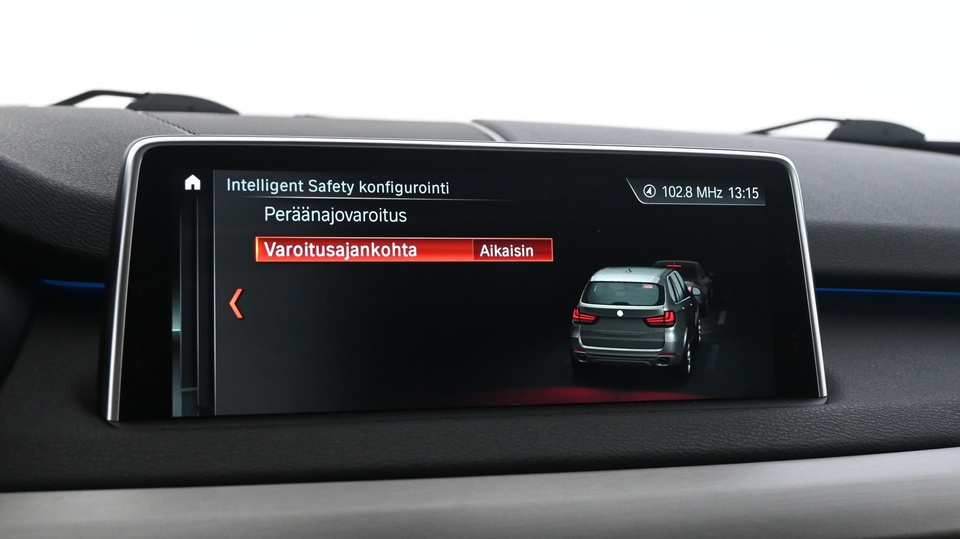 Intelligent Safety konfigurointi
102.8 MHz 13:15
Peräänajovaroitus
Varoitusajankohta Aikaisin